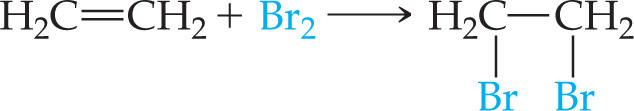 H₂C=CH₂ + Br₂ → H₂C—CH₂
Br Br